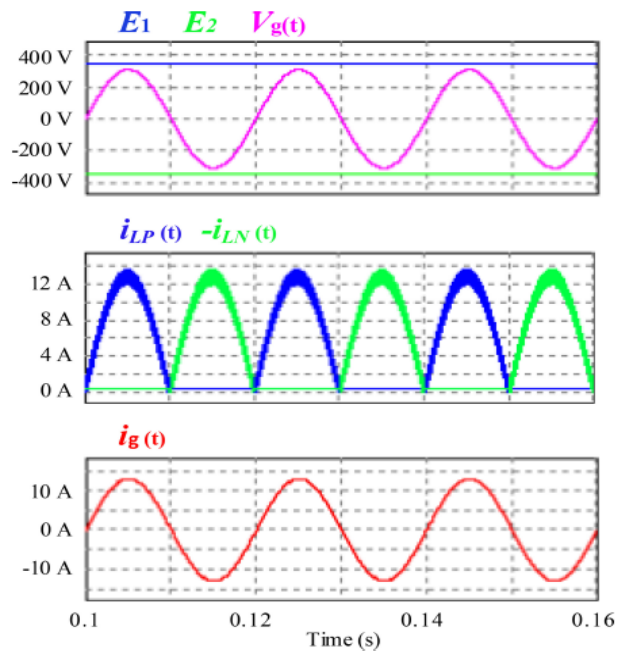 E1 E2 Vg(t)
400 V
200 V
0 V
-200 V
-400 V
iLP (t) -iLN (t)
12 A
8 A
4 A
0 A
ig (t)
10 A
0 A
-10 A
0.1 0.12 0.14 0.16
Time (s)